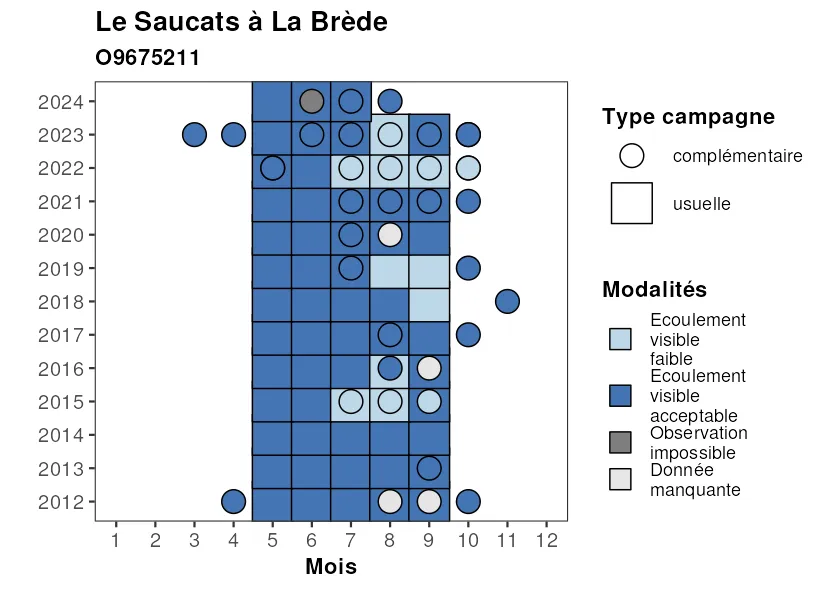 Le Saucats à La Brède
O9675211
2024
2023
2022
2021
2020
2019
2018
2017
2016
2015
2014
2013
2012
1 2 3 4 5 6 7 8 9 10 11 12
Mois
Type campagne
complémentaire
usuelle
Modalités
Ecoulement
visible
faible
Ecoulement
visible
acceptable
Observation
impossible
Donnée
manquante